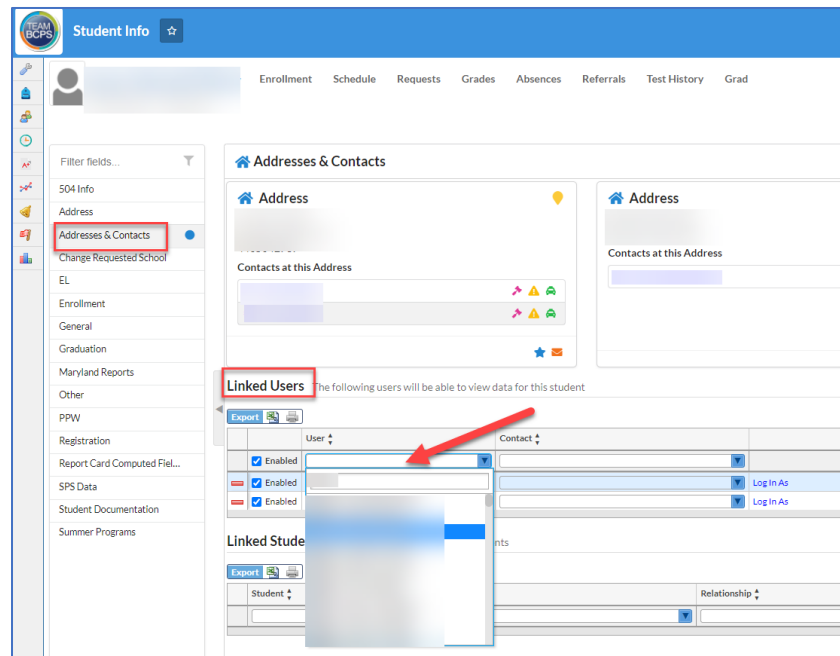 TEAM
BCPS
Student Info
Enrollment Schedule Requests Grades Absences Referrals Test History Grad
Filter fields...
504 Info
Address
Addresses & Contacts
Change Requested School
EL
Enrollment
General
Graduation
Maryland Reports
Other
PPW
Registration
Report Card Computed Fiel...
SPS Data
Student Documentation
Summer Programs
Addresses & Contacts
Address
Contacts at this Address
Address
Contacts at this Address
Linked Users The following users will be able to view data for this student
Export
User Contact
Enabled
Enabled Log In As
Enabled Log In As
Linked Stude
Export
Student Relationship